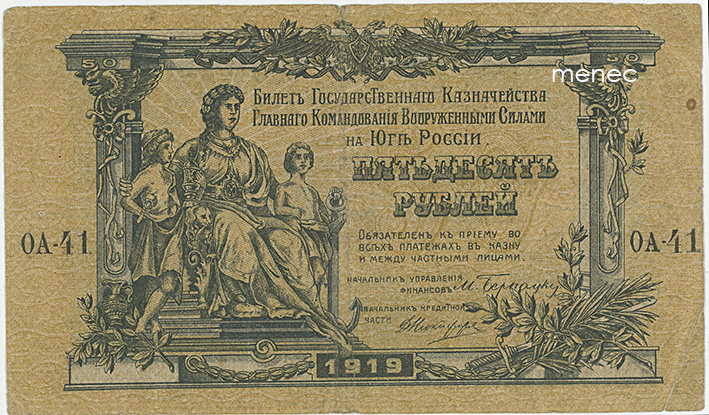 50 50
menec
Билетъ Государственнаго Казначейства
Главнаго Командованія Вооруженными Силами
на Югѣ Россіи.
ПЯТЬДЕСЯТЪ
РУБЛЕЙ
Обязателенъ къ пріему во
всѣхъ платежахъ въ казну
и между частными лицами.
ОА-41 ОА-41
Начальникъ управленія
финансовъ
Начальникъ кредитной
части
1919